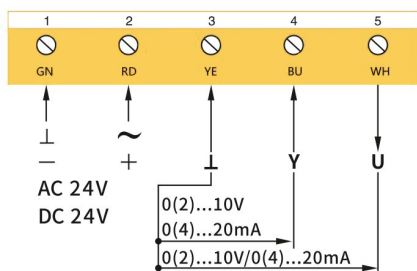 1 2 3 4 5
GN RD YE BU WH
⊥ ~ ⊥ Y U
− +
AC 24V
DC 24V
0(2)...10V
0(4)...20mA
0(2)...10V/0(4)...20mA